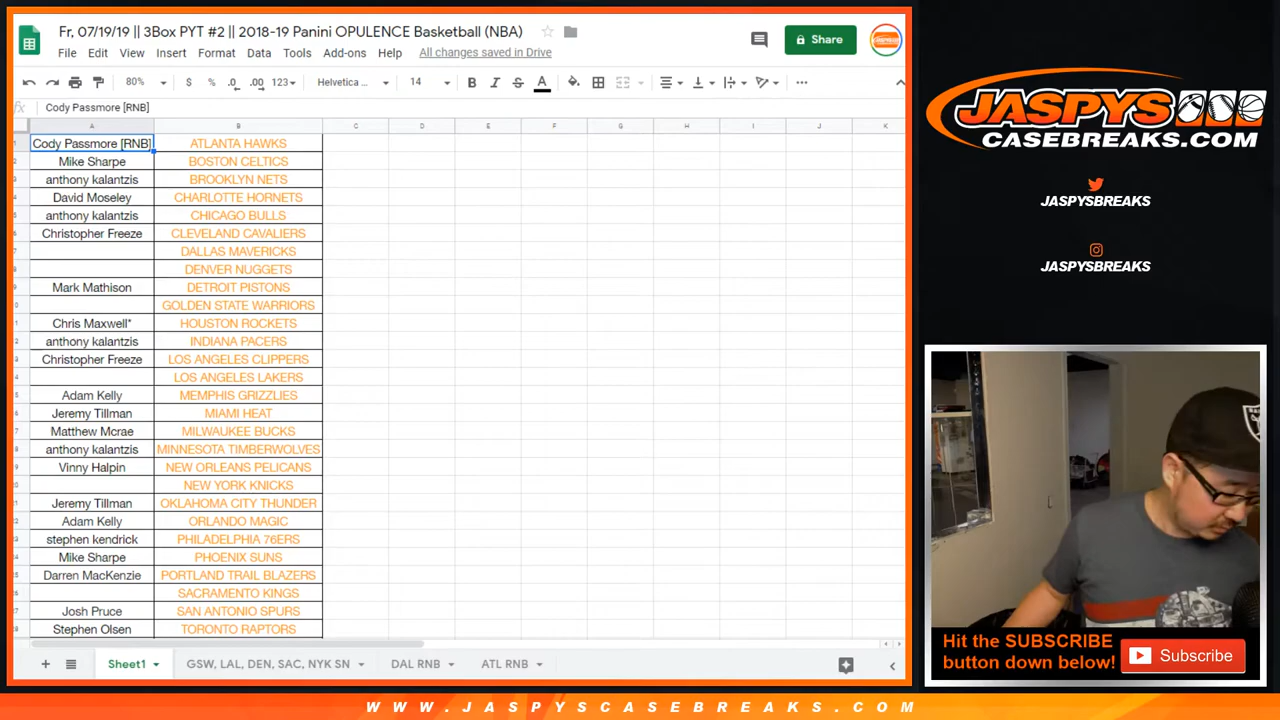 Fr, 07/19/19 || 3Box PYT #2 || 2018-19 Panini OPULENCE Basketball (NBA)
File Edit View Insert Format Data Tools Add-ons Help All changes saved in Drive
Share
80% $ % .0 .00 123 Helvetica ... 14 B I S A
fx Cody Passmore [RNB]
A B C D E F G H I J K
Cody Passmore [RNB] ATLANTA HAWKS
Mike Sharpe BOSTON CELTICS
anthony kalantzis BROOKLYN NETS
David Moseley CHARLOTTE HORNETS
anthony kalantzis CHICAGO BULLS
Christopher Freeze CLEVELAND CAVALIERS
DALLAS MAVERICKS
DENVER NUGGETS
Mark Mathison DETROIT PISTONS
GOLDEN STATE WARRIORS
Chris Maxwell* HOUSTON ROCKETS
anthony kalantzis INDIANA PACERS
Christopher Freeze LOS ANGELES CLIPPERS
LOS ANGELES LAKERS
Adam Kelly MEMPHIS GRIZZLIES
Jeremy Tillman MIAMI HEAT
Matthew Mcrae MILWAUKEE BUCKS
anthony kalantzis MINNESOTA TIMBERWOLVES
Vinny Halpin NEW ORLEANS PELICANS
NEW YORK KNICKS
Jeremy Tillman OKLAHOMA CITY THUNDER
Adam Kelly ORLANDO MAGIC
stephen kendrick PHILADELPHIA 76ERS
Mike Sharpe PHOENIX SUNS
Darren MacKenzie PORTLAND TRAIL BLAZERS
SACRAMENTO KINGS
Josh Pruce SAN ANTONIO SPURS
Stephen Olsen TORONTO RAPTORS
Sheet1 GSW, LAL, DEN, SAC, NYK SN DAL RNB ATL RNB
JASPYS
CASEBREAKS.COM
JASPYSBREAKS
JASPYSBREAKS
Hit the SUBSCRIBE
button down below!
Subscribe
WWW.JASPYSCASEBREAKS.COM